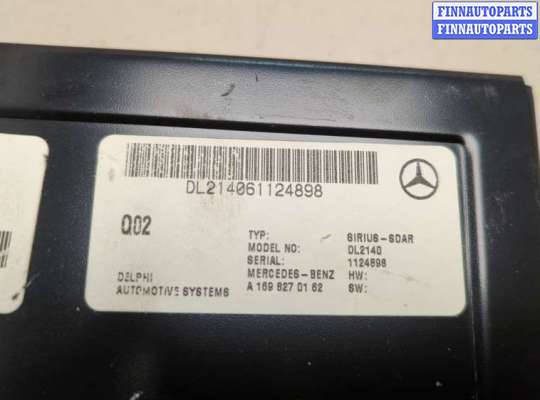 FINNAUTOPARTS
FINNAUTOPARTS
DL214061124898
Q02
TYP: SIRIUS-SDAR
MODEL NO: DL2140
SERIAL: 1124898
MERCEDES-BENZ HW:
A 169 827 01 62 SW:
DELPHI
AUTOMOTIVE SYSTEMS